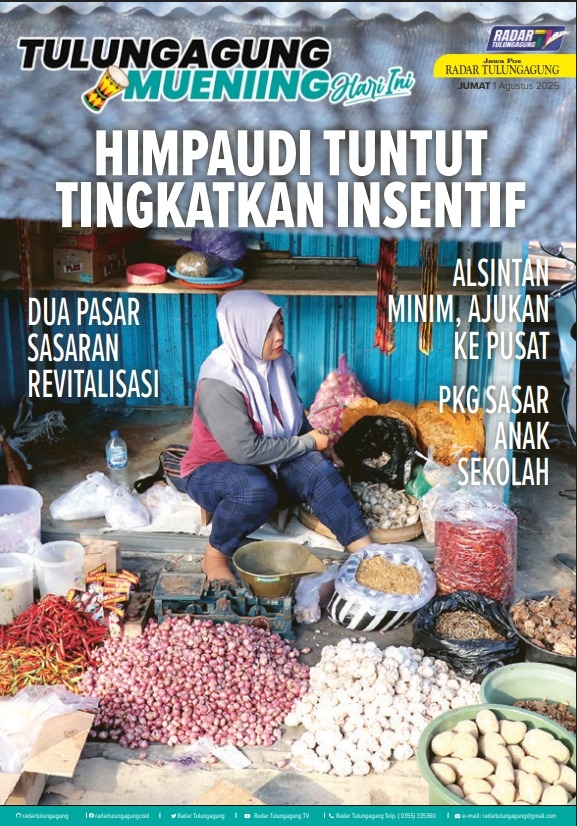 TULUNGAGUNG
MUENIING Hari Ini
RADAR
TULUNGAGUNG
Jawa Pos
RADAR TULUNGAGUNG
JUMAT 1 Agustus 2025
HIMPAUDI TUNTUT
TINGKATKAN INSENTIF
DUA PASAR
SASARAN
REVITALISASI
ALSINTAN
MINIM, AJUKAN
KE PUSAT
PKG SASAR
ANAK
SEKOLAH
radartulungagung | radartulungagungcoid | Radar Tulungagung | Radar Tulungagung TV | Radar Tulungagung Telp. (0355) 335360 | e-mail: radartulungagung@gmail.com